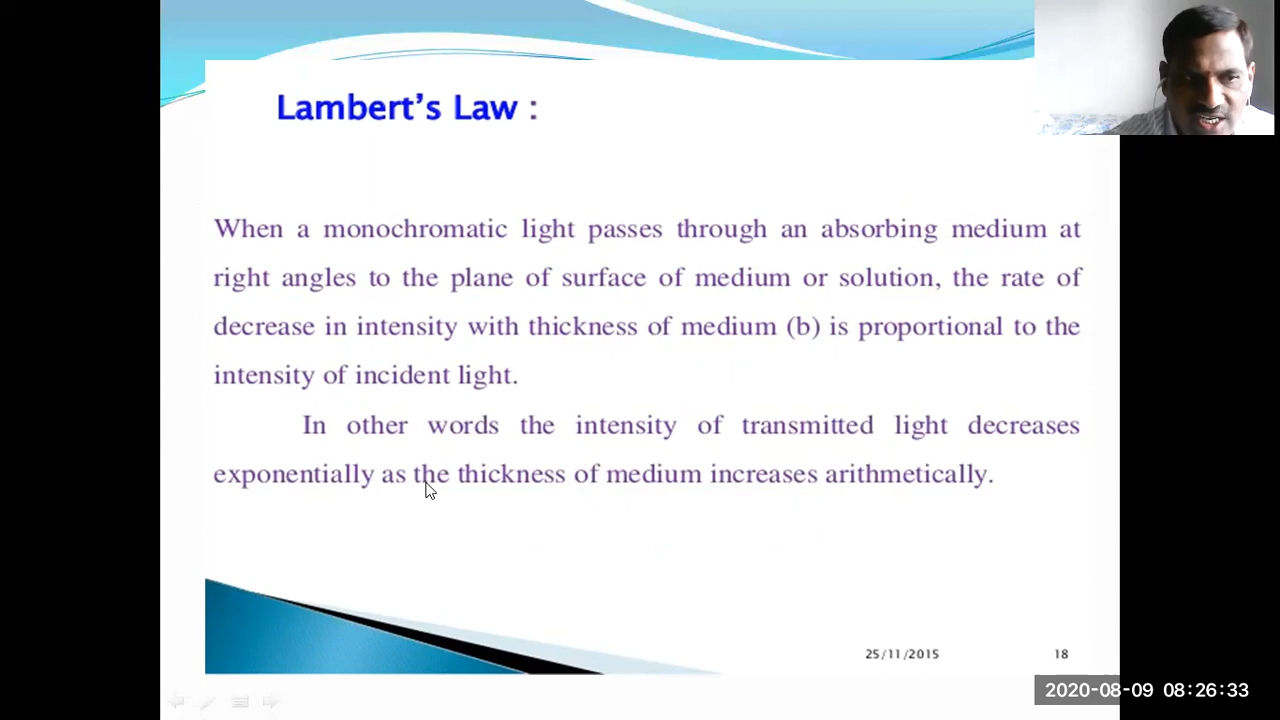 Lambert's Law :
When a monochromatic light passes through an absorbing medium at
right angles to the plane of surface of medium or solution, the rate of
decrease in intensity with thickness of medium (b) is proportional to the
intensity of incident light.
In other words the intensity of transmitted light decreases
exponentially as the thickness of medium increases arithmetically.
25/11/2015 18
2020-08-09 08:26:33